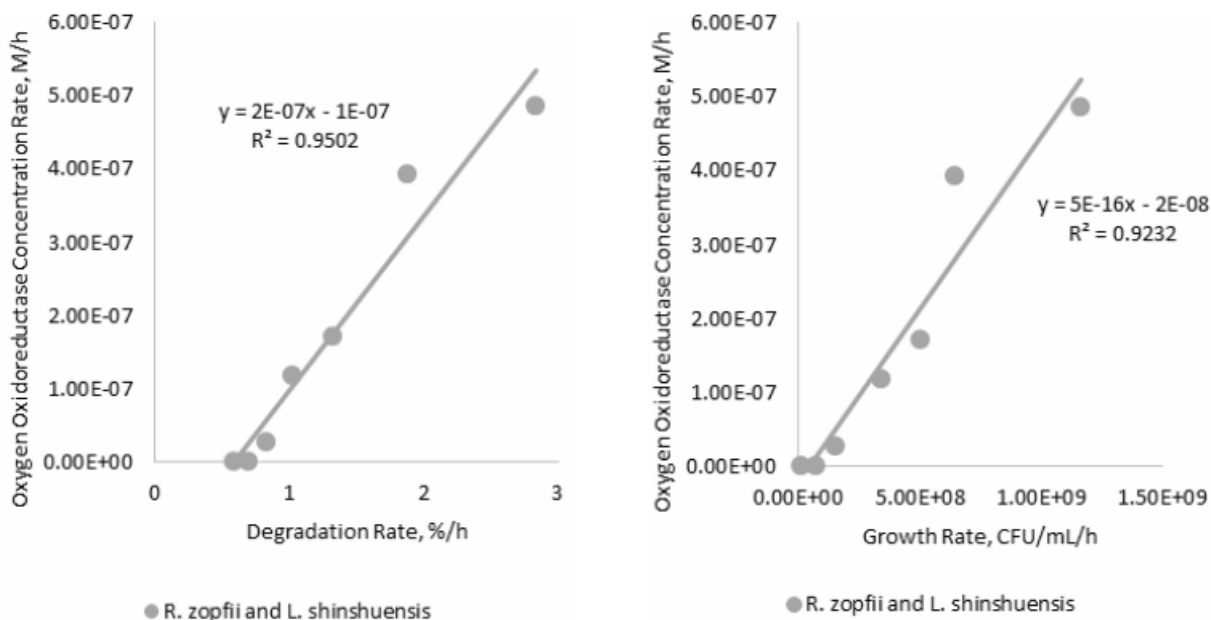 Oxygen Oxidoreductase Concentration Rate, M/h
6.00E-07
5.00E-07
4.00E-07
3.00E-07
2.00E-07
1.00E-07
0.00E+00
y = 2E-07x - 1E-07
R² = 0.9502
0 1 2 3
Degradation Rate, %/h
R. zopfii and L. shinshuensis
Oxygen Oxidoreductase Concentration Rate, M/h
6.00E-07
5.00E-07
4.00E-07
3.00E-07
2.00E-07
1.00E-07
0.00E+00
y = 5E-16x - 2E-08
R² = 0.9232
0.00E+00 5.00E+08 1.00E+09 1.50E+09
Growth Rate, CFU/mL/h
R. zopfii and L. shinshuensis